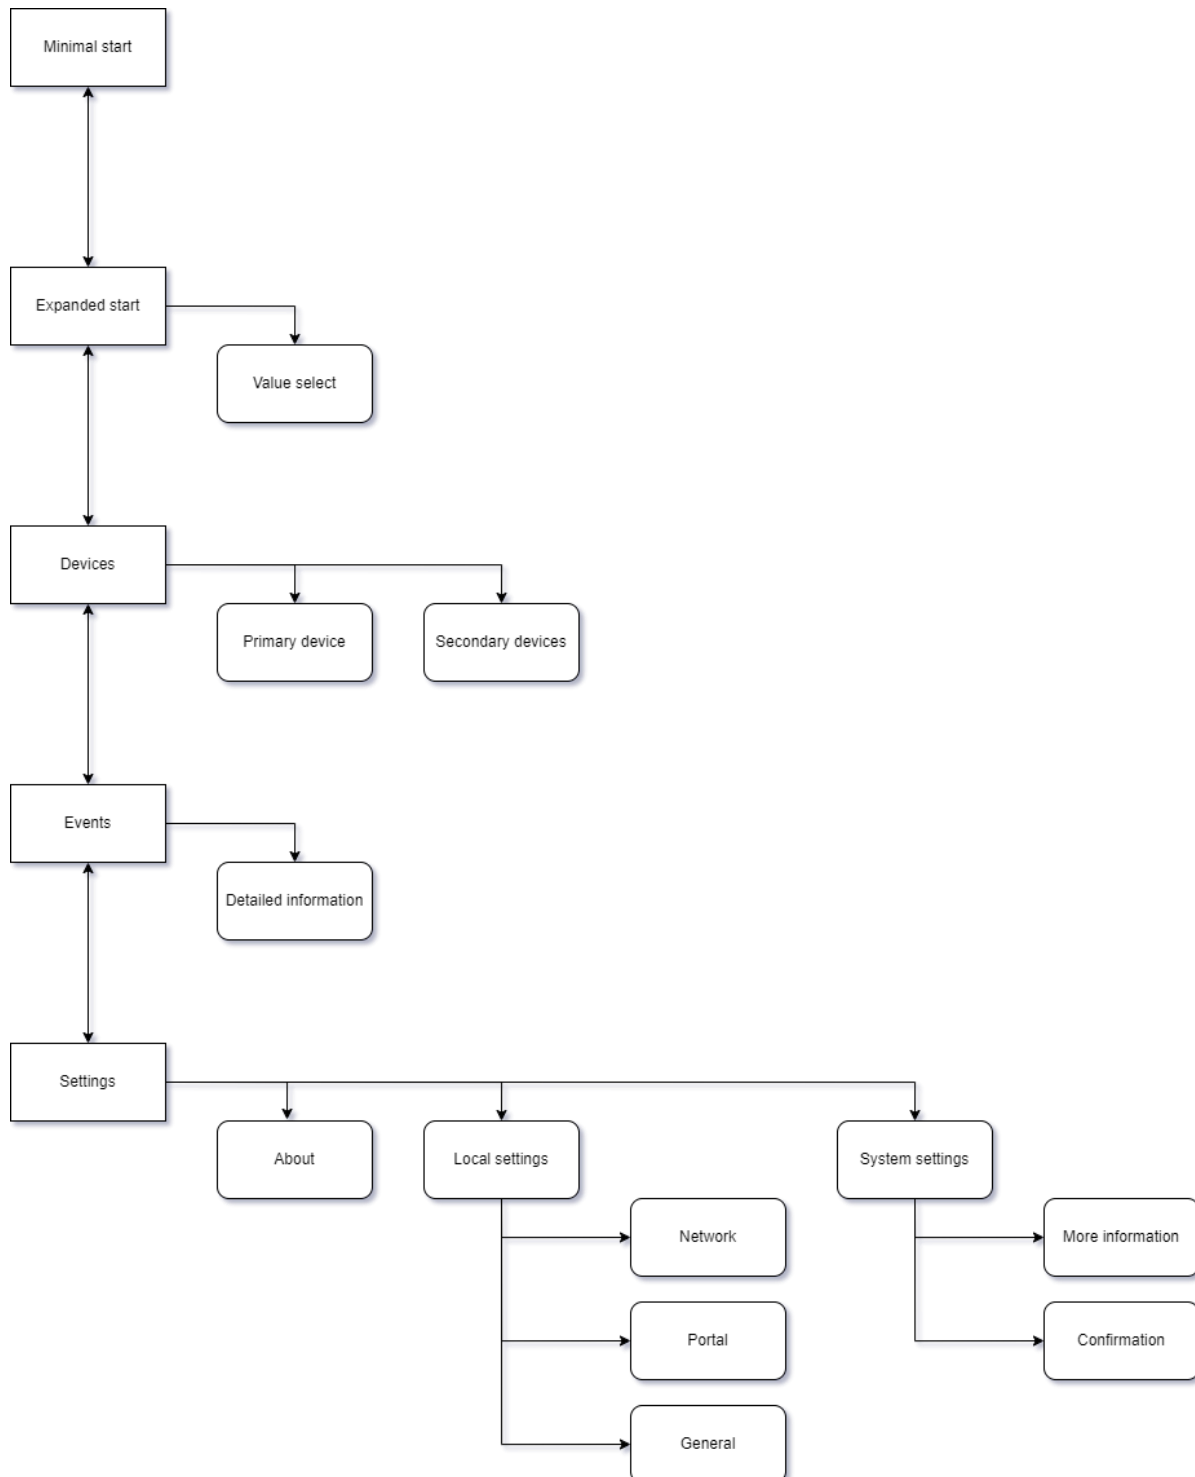 Minimal start
Expanded start
Value select
Devices
Primary device
Secondary devices
Events
Detailed information
Settings
About
Local settings
System settings
Network
More information
Portal
Confirmation
General